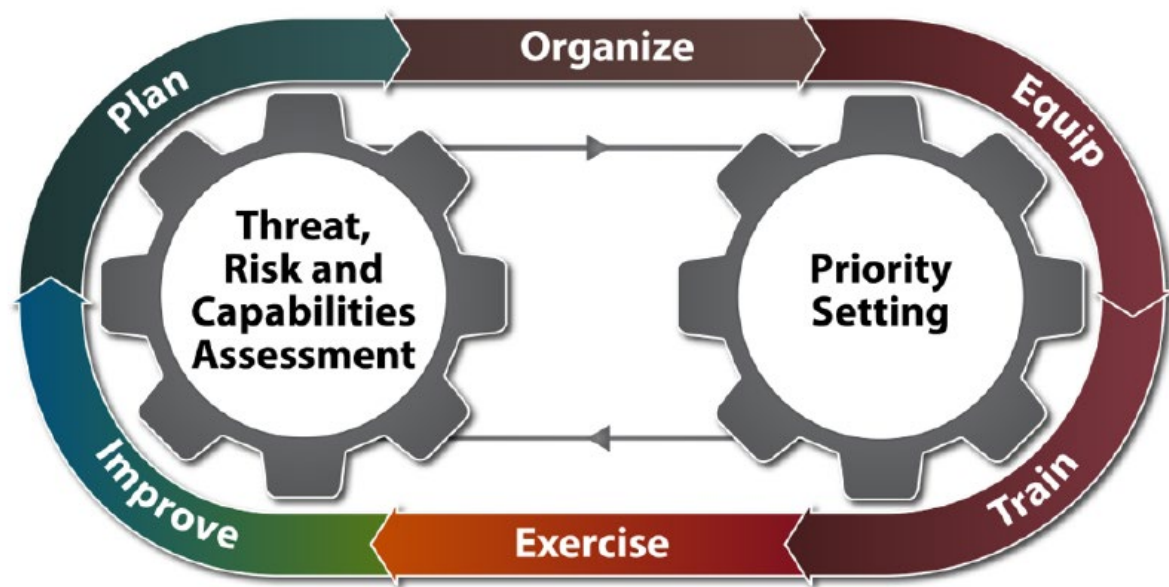 Plan
Organize
Equip
Threat,
Risk and
Capabilities
Assessment
Priority
Setting
Improve
Exercise
Train